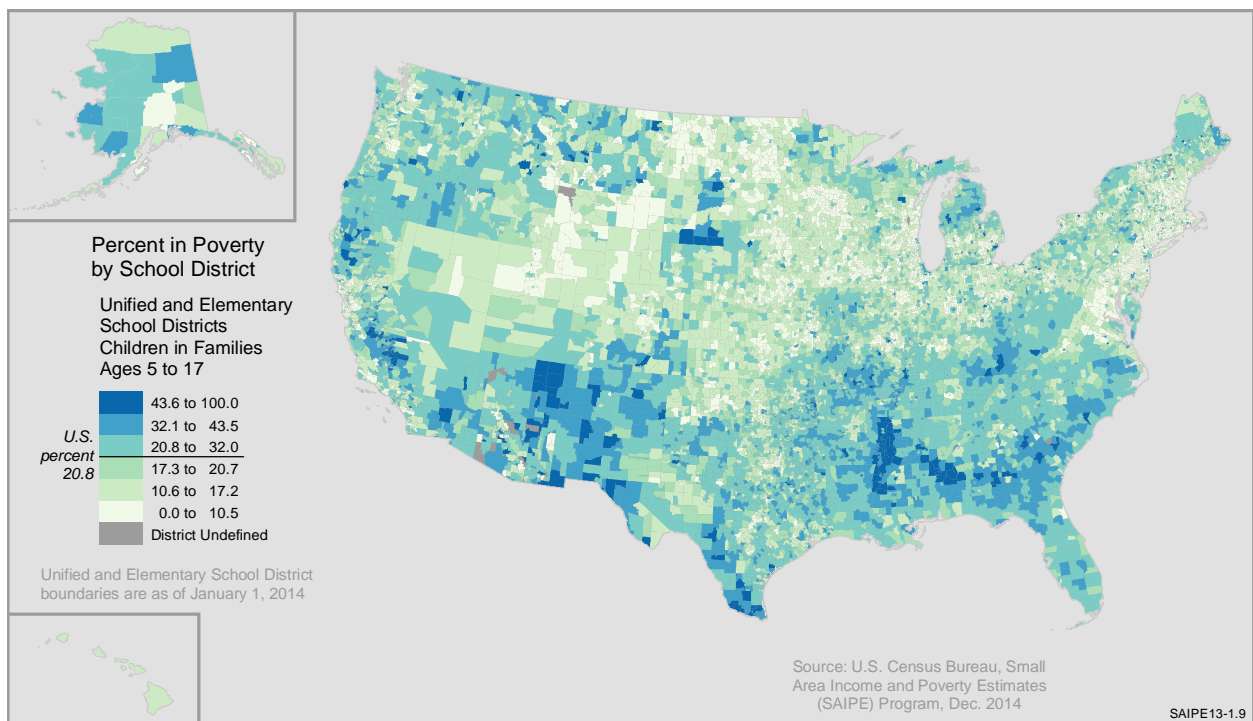 Percent in Poverty
by School District
Unified and Elementary
School Districts
Children in Families
Ages 5 to 17
43.6 to 100.0
32.1 to 43.5
20.8 to 32.0
17.3 to 20.7
10.6 to 17.2
0.0 to 10.5
District Undefined
U.S.
percent
20.8
Unified and Elementary School District
boundaries are as of January 1, 2014
Source: U.S. Census Bureau, Small
Area Income and Poverty Estimates
(SAIPE) Program, Dec. 2014
SAIPE13-1.9